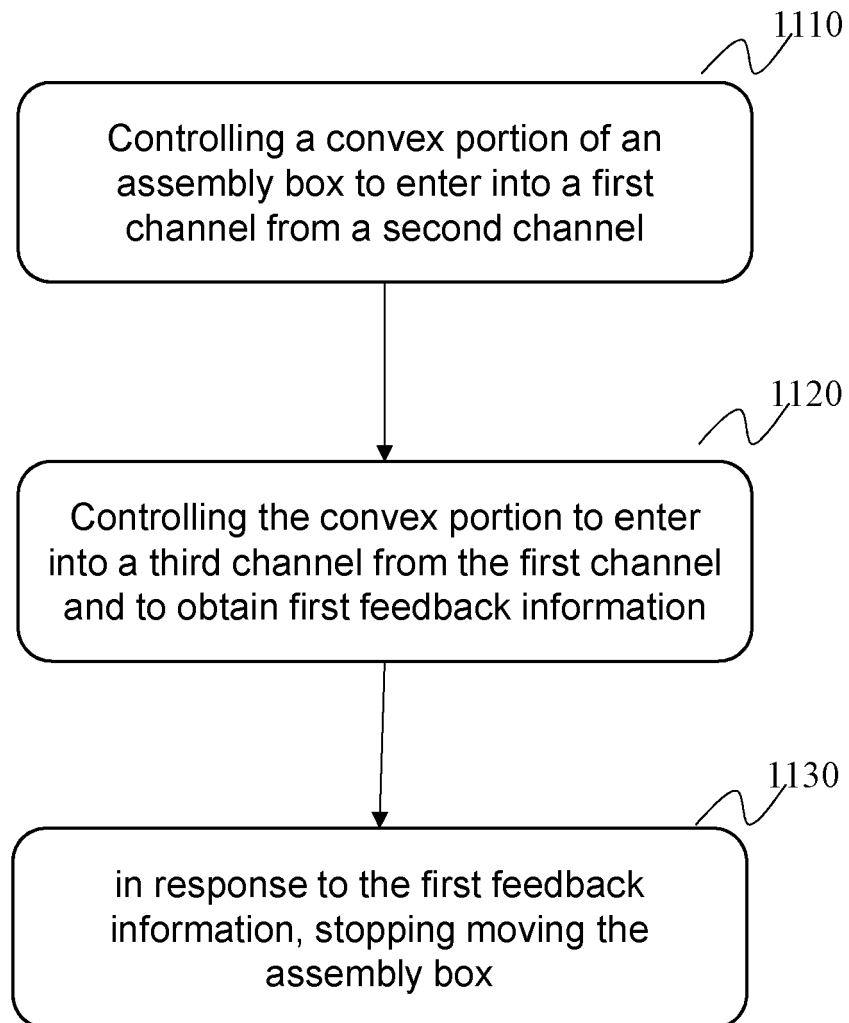 1110
Controlling a convex portion of an
assembly box to enter into a first
channel from a second channel
1120
Controlling the convex portion to enter
into a third channel from the first channel
and to obtain first feedback information
1130
in response to the first feedback
information, stopping moving the
assembly box